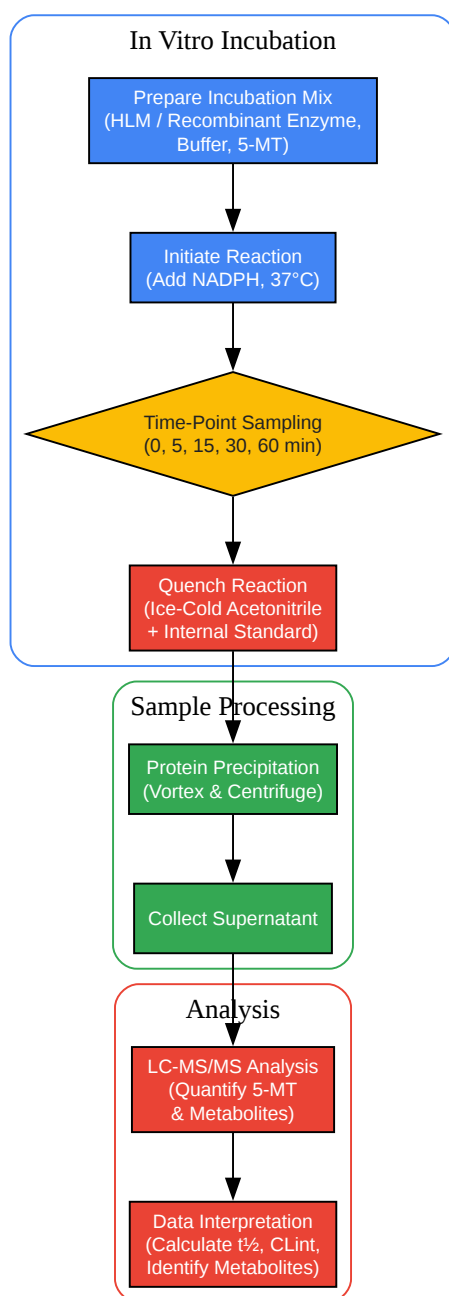 In Vitro Incubation
Prepare Incubation Mix
(HLM / Recombinant Enzyme,
Buffer, 5-MT)
Initiate Reaction
(Add NADPH, 37°C)
Time-Point Sampling
(0, 5, 15, 30, 60 min)
Quench Reaction
(Ice-Cold Acetonitrile
+ Internal Standard)
Sample Processing
Protein Precipitation
(Vortex & Centrifuge)
Collect Supernatant
Analysis
LC-MS/MS Analysis
(Quantify 5-MT
& Metabolites)
Data Interpretation
(Calculate t½, CLint,
Identify Metabolites)